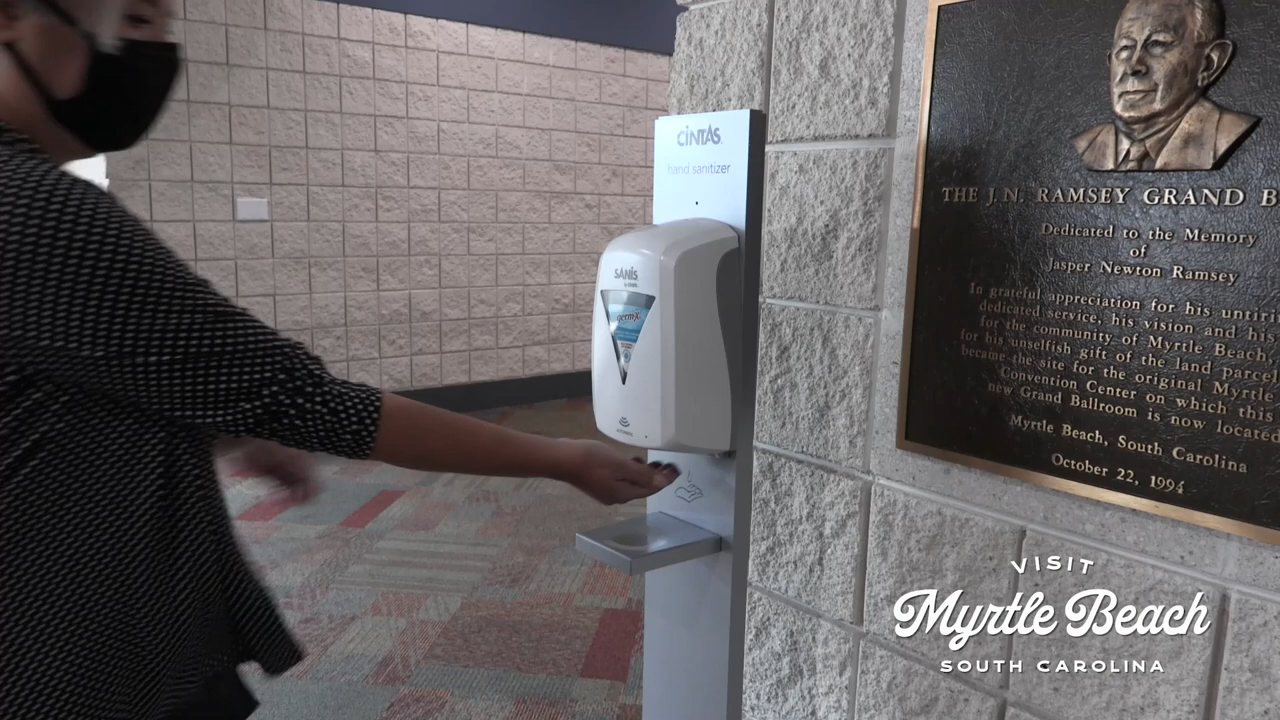 CINTAS
hand sanitizer
SANIS
germ-x
THE J.N. RAMSEY GRAND B
Dedicated to the Memory
of
Jasper Newton Ramsey
In grateful appreciation for his untiri
dedicated service, his vision and his
for the community of Myrtle Beach,
for his unselfish gift of the land parcel
became the site for the original Myrtle
Convention Center on which this
new Grand Ballroom is now located
Myrtle Beach, South Carolina
October 22, 1994
VISIT
Myrtle Beach
SOUTH CAROLINA